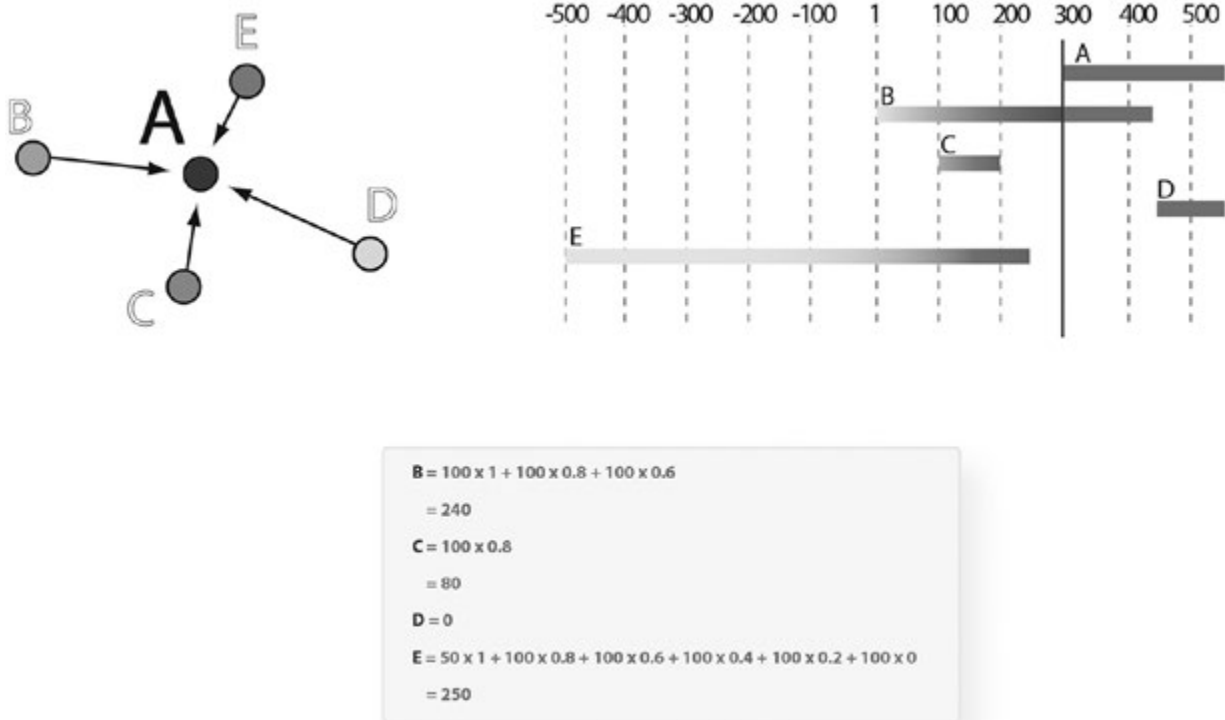 E
B
A
D
C
-500 -400 -300 -200 -100 1 100 200 300 400 500
A
B
C
D
E
B = 100 x 1 + 100 x 0.8 + 100 x 0.6
= 240
C = 100 x 0.8
= 80
D = 0
E = 50 x 1 + 100 x 0.8 + 100 x 0.6 + 100 x 0.4 + 100 x 0.2 + 100 x 0
= 250